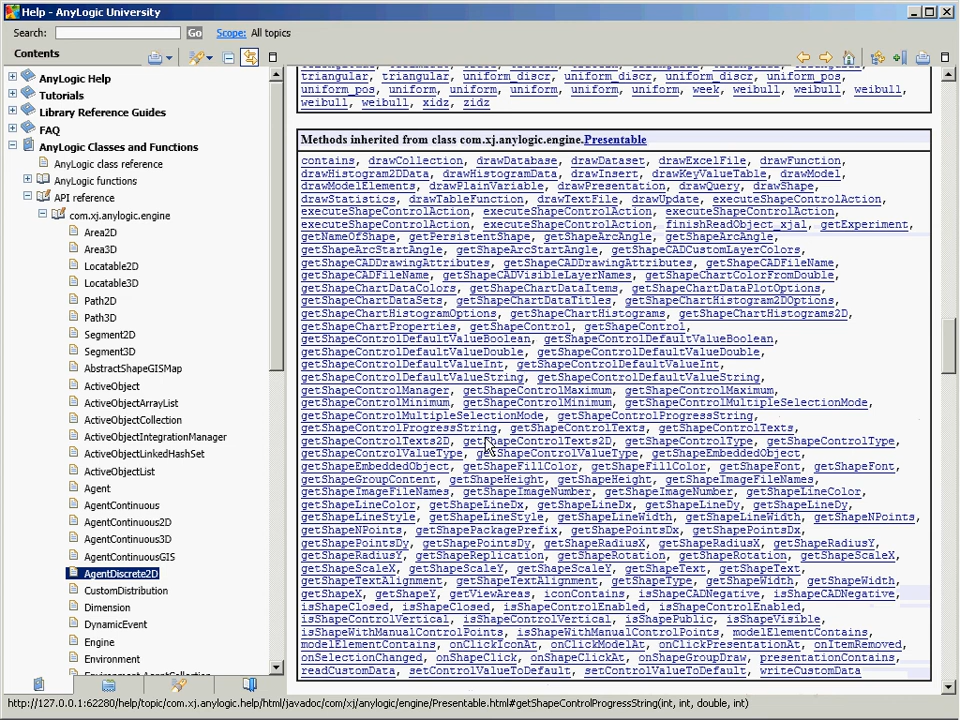 Help - AnyLogic University
Search: Go Scope: All topics
Contents
AnyLogic Help
Tutorials
Library Reference Guides
FAQ
AnyLogic Classes and Functions
AnyLogic class reference
AnyLogic functions
API reference
com.xj.anylogic.engine
Area2D
Area3D
Locatable2D
Locatable3D
Path2D
Path3D
Segment2D
Segment3D
AbstractShapeGISMap
ActiveObject
ActiveObjectArrayList
ActiveObjectCollection
ActiveObjectIntegrationManager
ActiveObjectLinkedHashSet
ActiveObjectList
Agent
AgentContinuous
AgentContinuous2D
AgentContinuous3D
AgentContinuousGIS
AgentDiscrete2D
CustomDistribution
Dimension
DynamicEvent
Engine
Environment
triangular, triangular, uniform_discr, uniform_discr, uniform_pos,
uniform_pos, uniform, uniform, uniform, uniform, week, weibull, weibull,
weibull, weibull, xidz, zidz
Methods inherited from class com.xj.anylogic.engine.Presentable
contains, drawCollection, drawDatabase, drawDataset, drawExcelFile, drawFunction,
drawHistogram2DData, drawHistogramData, drawInsert, drawKeyValueTable, drawModel,
drawModelElements, drawPlainVariable, drawPresentation, drawQuery, drawShape,
drawStatistics, drawTableFunction, drawTextFile, drawUpdate, executeShapeControlAction,
executeShapeControlAction, executeShapeControlAction, executeShapeControlAction,
executeShapeControlAction, executeShapeControlAction, finishReadObject_xjal, getExperiment,
getNameOfShape, getPersistentShape, getShapeArcAngle, getShapeArcAngle,
getShapeArcStartAngle, getShapeArcStartAngle, getShapeCADCustomLayerColors,
getShapeCADDrawingAttributes, getShapeCADDrawingAttributes, getShapeCADFileName,
getShapeCADFileName, getShapeCADVisibleLayerNames, getShapeChartColorFromDouble,
getShapeChartDataColors, getShapeChartDataItems, getShapeChartDataPlotOptions,
getShapeChartDataSets, getShapeChartDataTitles, getShapeChartHistogram2DOptions,
getShapeChartHistogramOptions, getShapeChartHistograms, getShapeChartHistograms2D,
getShapeChartProperties, getShapeControl, getShapeControl,
getShapeControlDefaultValueBoolean, getShapeControlDefaultValueBoolean,
getShapeControlDefaultValueDouble, getShapeControlDefaultValueDouble,
getShapeControlDefaultValueInt, getShapeControlDefaultValueInt,
getShapeControlDefaultValueString, getShapeControlDefaultValueString,
getShapeControlManager, getShapeControlMaximum, getShapeControlMaximum,
getShapeControlMinimum, getShapeControlMinimum, getShapeControlMultipleSelectionMode,
getShapeControlMultipleSelectionMode, getShapeControlProgressString,
getShapeControlProgressString, getShapeControlTexts, getShapeControlTexts,
getShapeControlTexts2D, getShapeControlTexts2D, getShapeControlType, getShapeControlType,
getShapeControlValueType, getShapeControlValueType, getShapeEmbeddedObject,
getShapeEmbeddedObject, getShapeFillColor, getShapeFillColor, getShapeFont, getShapeFont,
getShapeGroupContent, getShapeHeight, getShapeHeight, getShapeImageFileNames,
getShapeImageFileNames, getShapeImageNumber, getShapeImageNumber, getShapeLineColor,
getShapeLineColor, getShapeLineDx, getShapeLineDx, getShapeLineDy, getShapeLineDy,
getShapeLineStyle, getShapeLineStyle, getShapeLineWidth, getShapeLineWidth, getShapeNPoints,
getShapeNPoints, getShapePackagePrefix, getShapePointsDx, getShapePointsDx,
getShapePointsDy, getShapePointsDy, getShapeRadiusX, getShapeRadiusX, getShapeRadiusY,
getShapeRadiusY, getShapeReplication, getShapeRotation, getShapeRotation, getShapeScaleX,
getShapeScaleX, getShapeScaleY, getShapeScaleY, getShapeText, getShapeText,
getShapeTextAlignment, getShapeTextAlignment, getShapeType, getShapeWidth, getShapeWidth,
getShapeX, getShapeY, getViewAreas, iconContains, isShapeCADNegative, isShapeCADNegative,
isShapeClosed, isShapeClosed, isShapeControlEnabled, isShapeControlEnabled,
isShapeControlVertical, isShapeControlVertical, isShapePublic, isShapeVisible,
isShapeWithManualControlPoints, isShapeWithManualControlPoints, modelElementContains,
modelElementContains, onClickIconAt, onClickModelAt, onClickPresentationAt, onItemRemoved,
onSelectionChanged, onShapeClick, onShapeClickAt, onShapeGroupDraw, presentationContains,
readCustomData, setControlValueToDefault, setControlValueToDefault, writeCustomData
http://127.0.0.1:62280/help/topic/com.xj.anylogic.help/html/javadoc/com/xj/anylogic/engine/Presentable.html#getShapeControlProgressString(int, int, double, int)